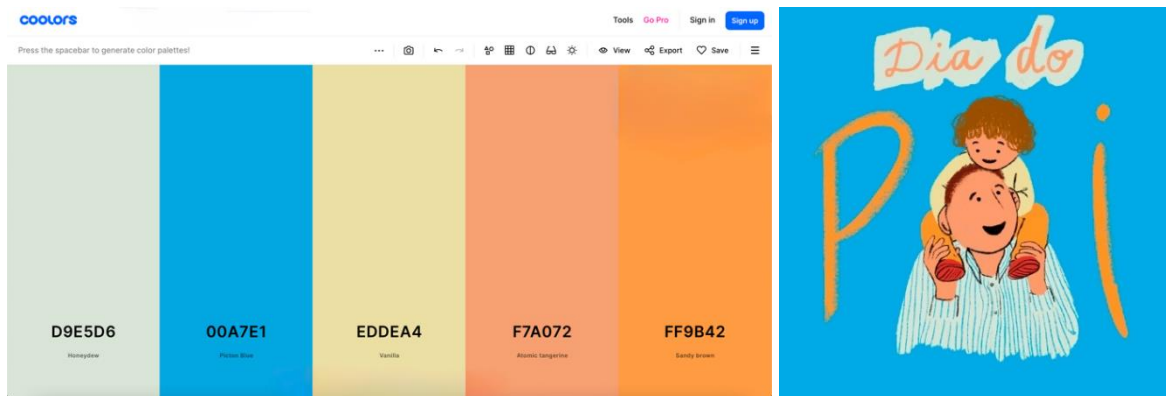 coolors
Tools Go Pro Sign in Sign up
Press the spacebar to generate color palettes!
View Export Save
D9E5D6 00A7E1 EDDEA4 F7A072 FF9B42
Honeydew Picton Blue Vanilla Atomic tangerine Sandy brown
Dia do
P i